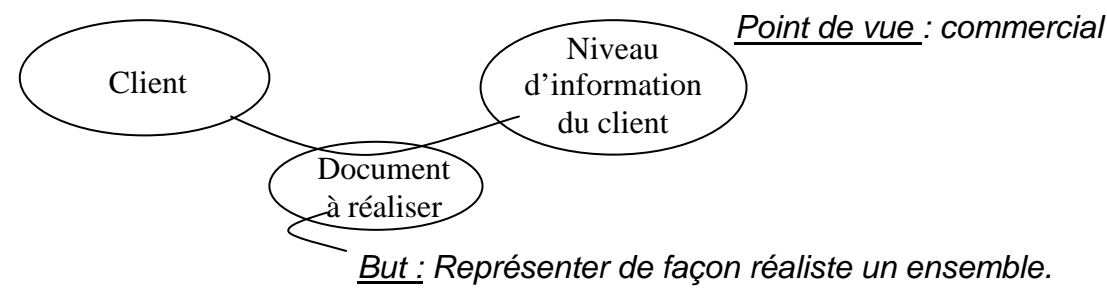 Point de vue : commercial
Client
Niveau
d’information
du client
Document
à réaliser
But : Représenter de façon réaliste un ensemble.